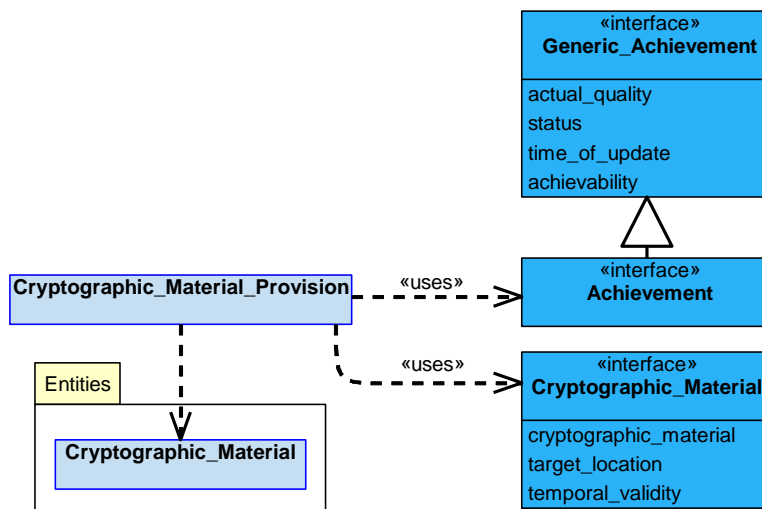 «interface»
Generic_Achievement
actual_quality
status
time_of_update
achievability
Cryptographic_Material_Provision
«uses»
«interface»
Achievement
«uses»
«interface»
Cryptographic_Material
cryptographic_material
target_location
temporal_validity
Entities
Cryptographic_Material